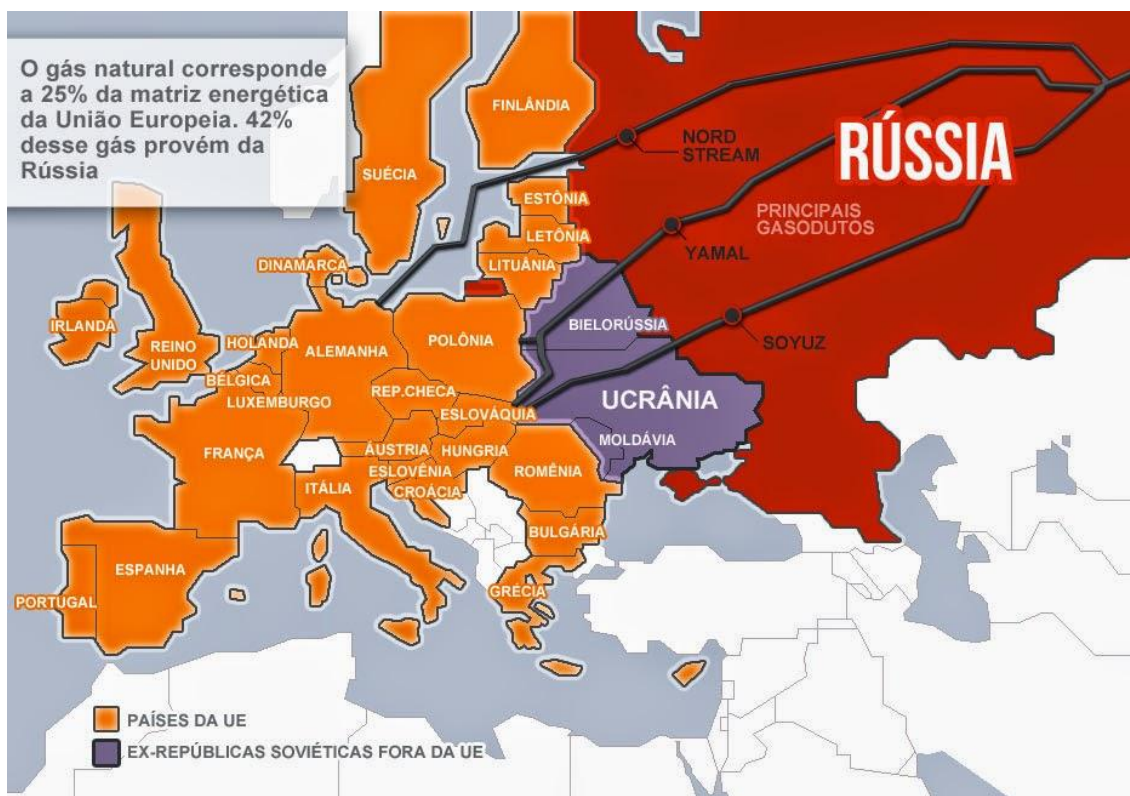 O gás natural corresponde
a 25% da matriz energética
da União Europeia. 42%
desse gás provém da
Rússia
FINLÂNDIA
NORD
STREAM
RÚSSIA
SUÉCIA
ESTÔNIA
PRINCIPAIS
GASODUTOS
LETÔNIA
YAMAL
DINAMARCA
LITUÂNIA
IRLANDA
BIELORÚSSIA
REINO
UNIDO
HOLANDA
ALEMANHA
POLÔNIA
SOYUZ
BÉLGICA
REP.CHECA
LUXEMBURGO
UCRÂNIA
ESLOVÁQUIA
MOLDÁVIA
FRANÇA
ÁUSTRIA
HUNGRIA
ESLOVÊNIA
ROMÊNIA
ITÁLIA
CROÁCIA
BULGÁRIA
ESPANHA
GRÉCIA
PORTUGAL
PAÍSES DA UE
EX-REPÚBLICAS SOVIÉTICAS FORA DA UE